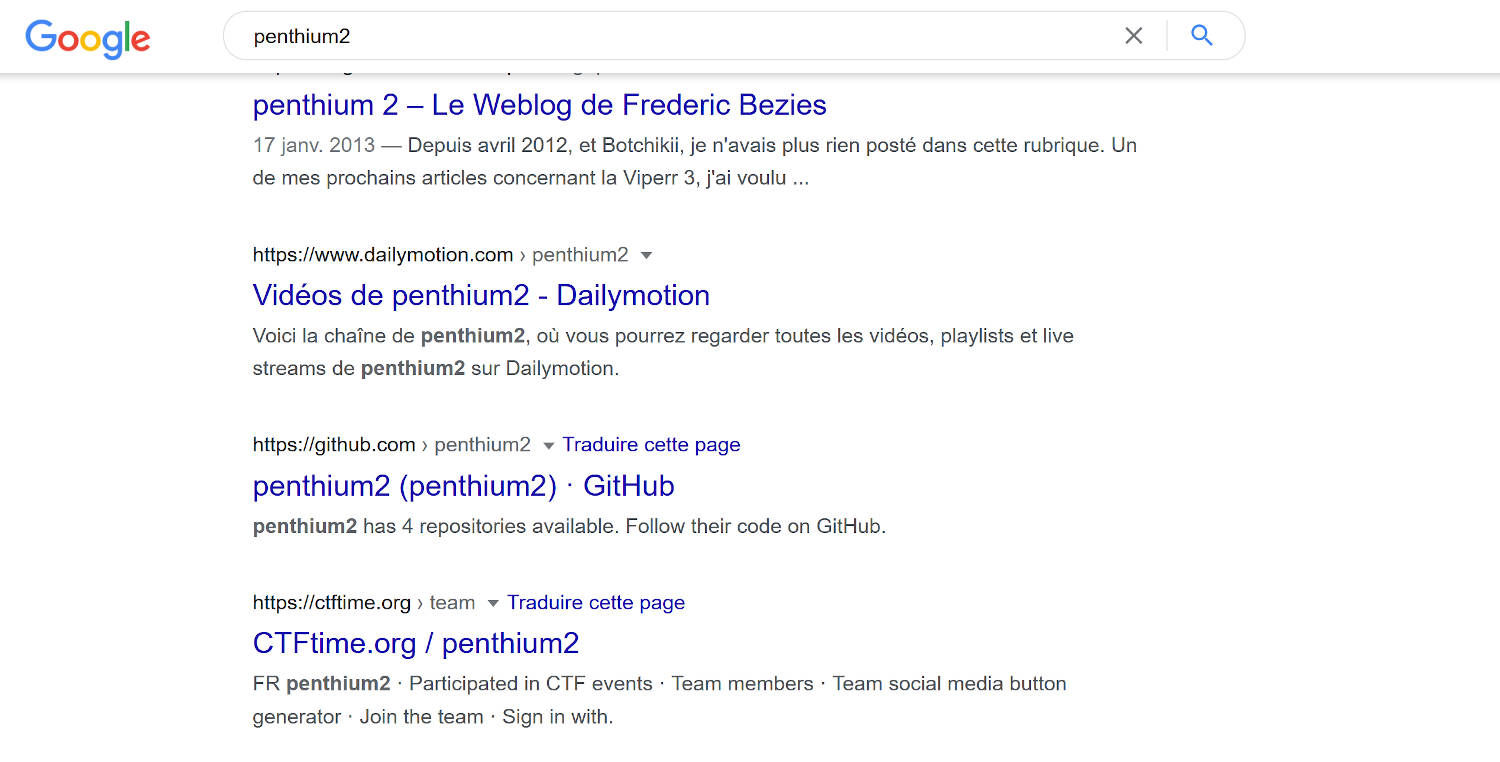 Google
penthium2
penthium 2 – Le Weblog de Frederic Bezies
17 janv. 2013 — Depuis avril 2012, et Botchikii, je n'avais plus rien posté dans cette rubrique. Un
de mes prochains articles concernant la Viperr 3, j'ai voulu ...
https://www.dailymotion.com › penthium2
Vidéos de penthium2 - Dailymotion
Voici la chaîne de penthium2, où vous pourrez regarder toutes les vidéos, playlists et live
streams de penthium2 sur Dailymotion.
https://github.com › penthium2 Traduire cette page
penthium2 (penthium2) · GitHub
penthium2 has 4 repositories available. Follow their code on GitHub.
https://ctftime.org › team Traduire cette page
CTFtime.org / penthium2
FR penthium2 · Participated in CTF events · Team members · Team social media button
generator · Join the team · Sign in with.